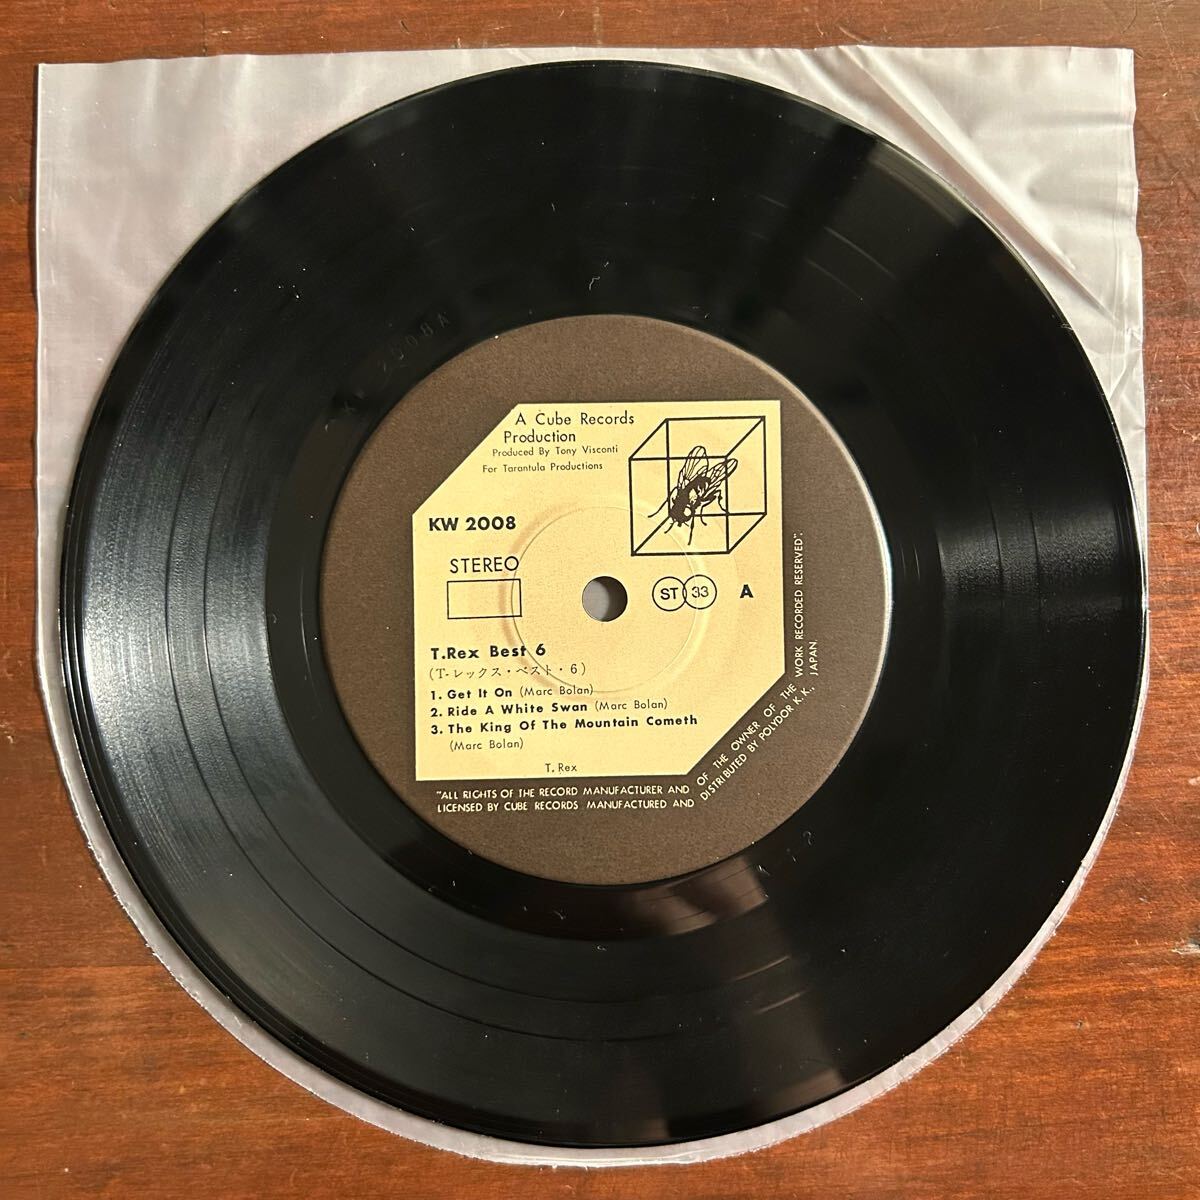 A Cube Records
Production
Produced By Tony Visconti
For Tarantula Productions
KW 2008
STEREO
ST 33 A
T.Rex Best 6
(T-レックス・ベスト・6)
1. Get It On (Marc Bolan)
2. Ride A White Swan (Marc Bolan)
3. The King Of The Mountain Cometh
(Marc Bolan)
T. Rex
"ALL RIGHTS OF THE RECORD MANUFACTURER AND OF THE OWNER OF THE WORK RECORDED RESERVED".
LICENSED BY CUBE RECORDS MANUFACTURED AND DISTRIBUTED BY POLYDOR K.K., JAPAN.